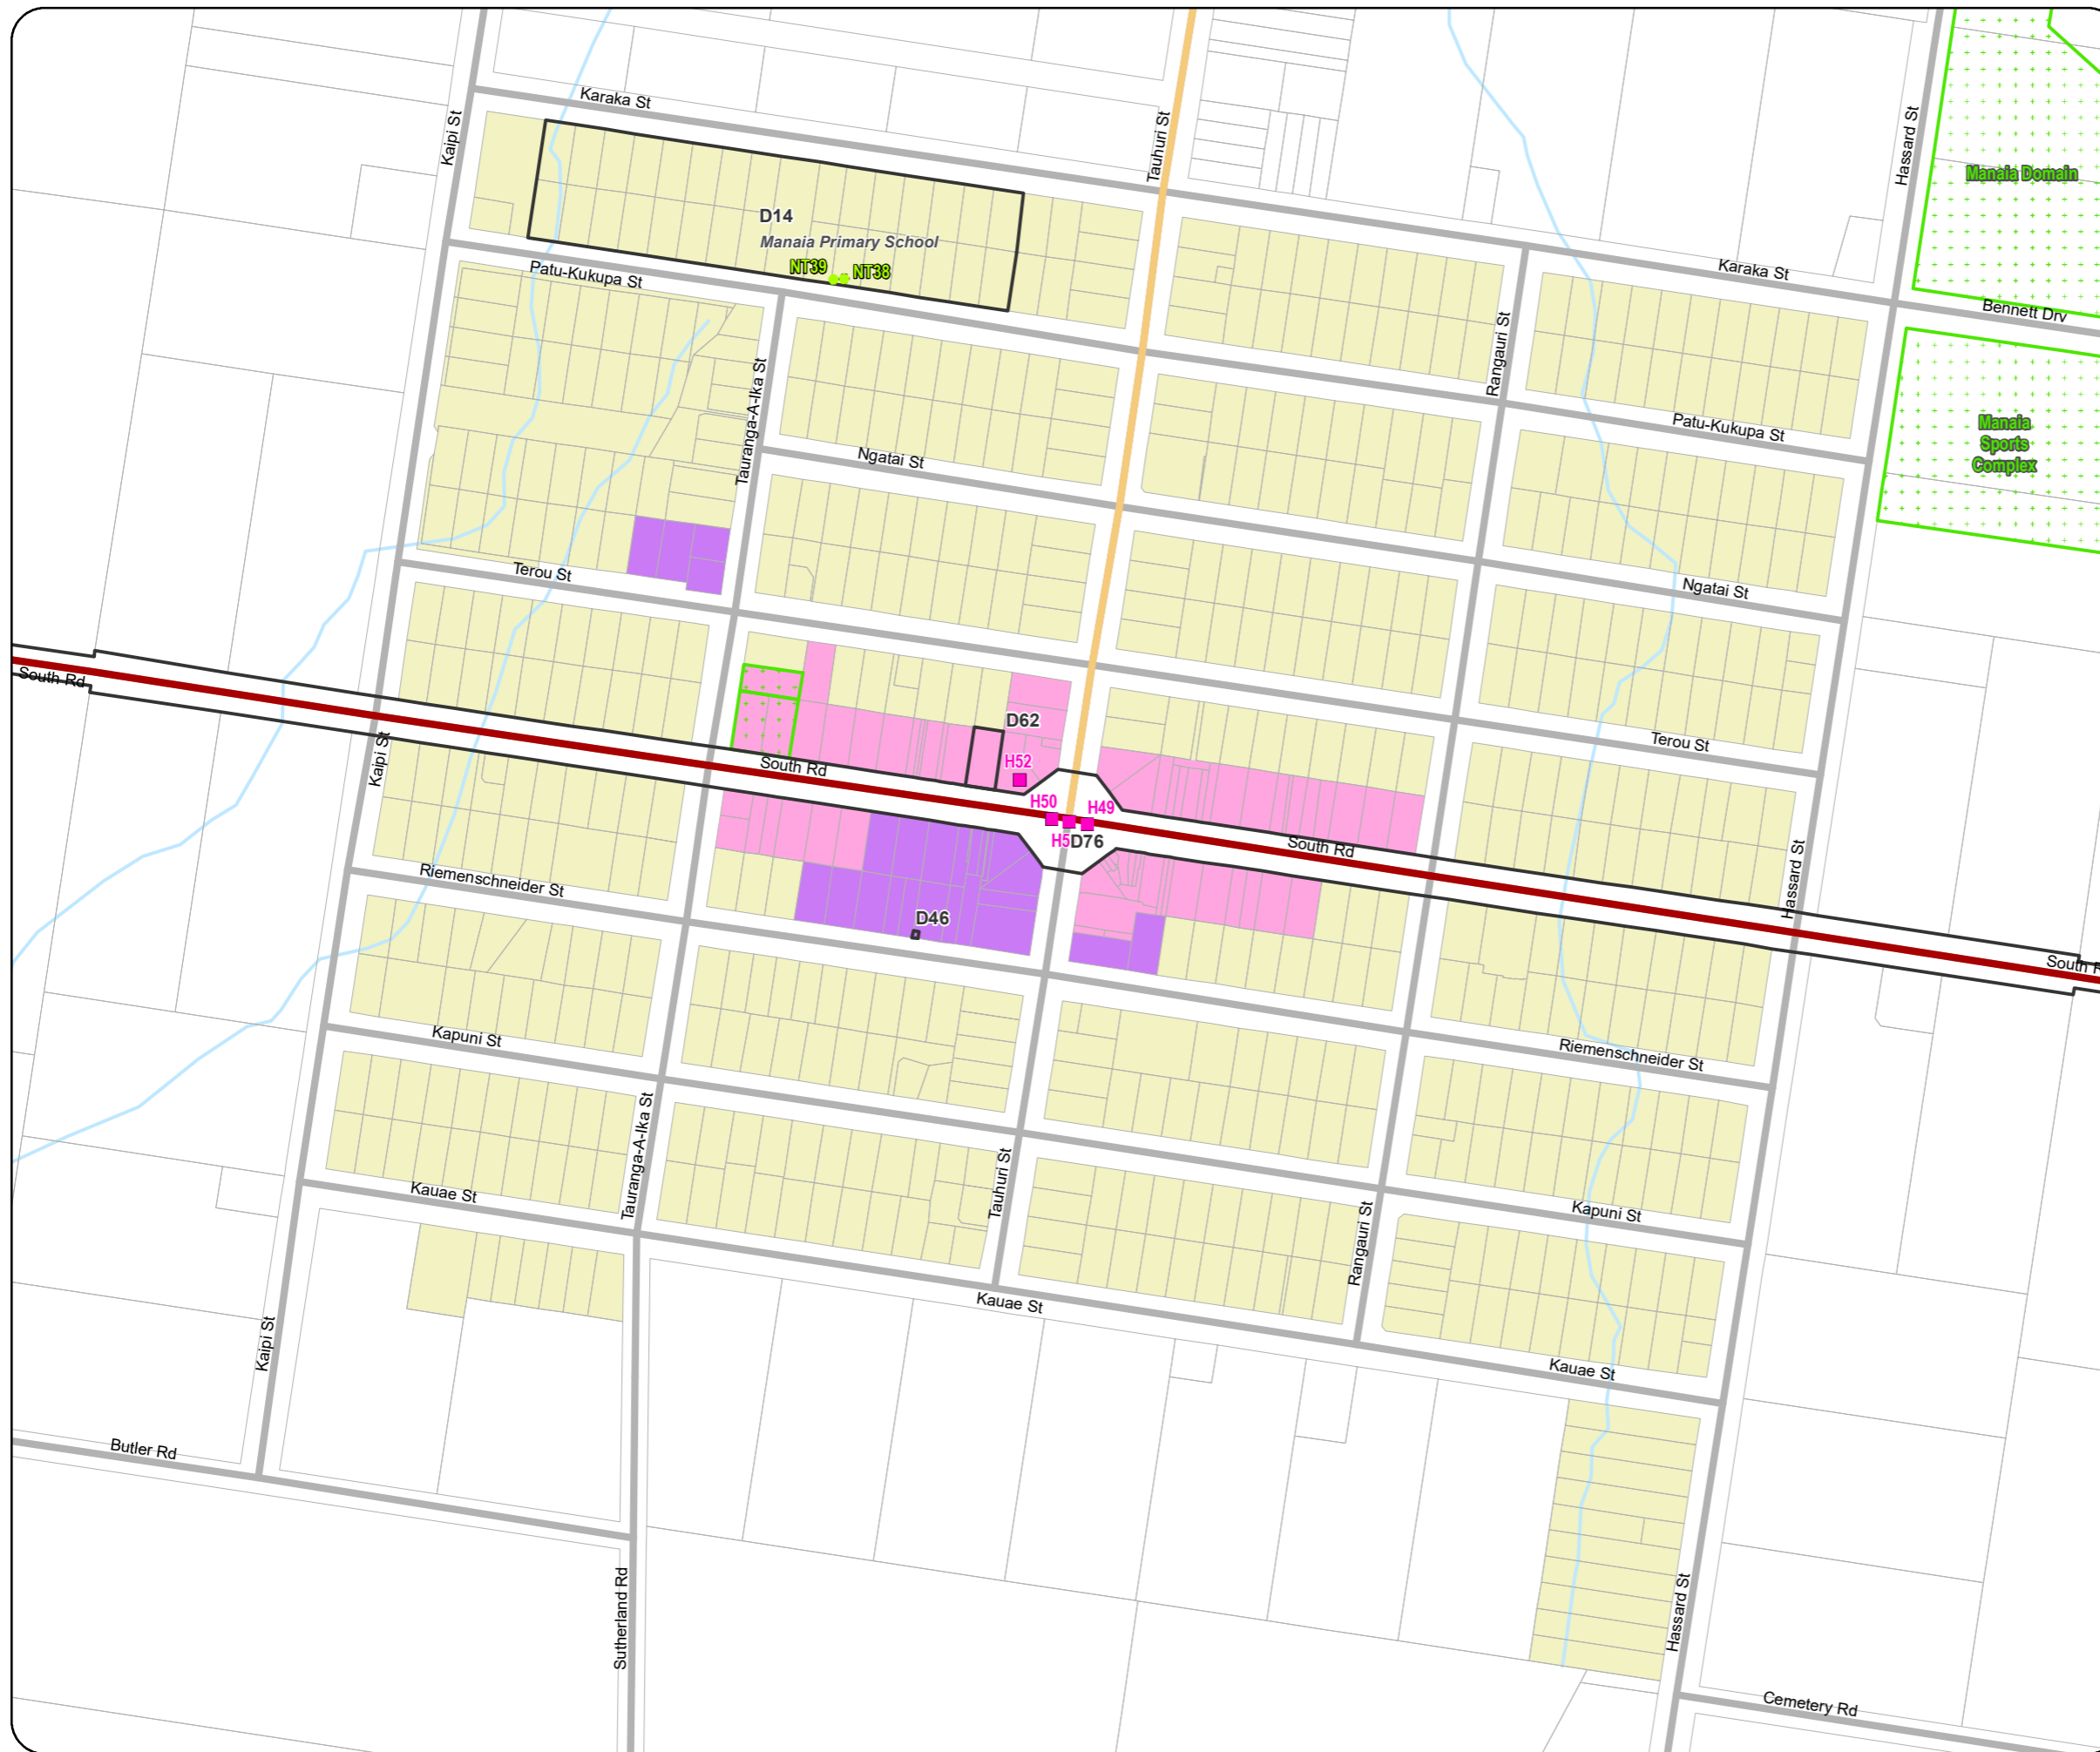 Karaka St
Kaipi St
Tauhuri St
Hassard St
Manaia Domain
D14
Manaia Primary School
NT39
NT38
Patu-Kukupa St
Karaka St
Bennett Drv
Rangauri St
Tauranga-A-Ika St
Ngatai St
Patu-Kukupa St
Manaia
Sports
Complex
Terou St
Ngatai St
South Rd
D62
Terou St
Kaipi St
South Rd
H52
H50
H49
H5
D76
South Rd
Riemenschneider St
Hassard St
D46
South R
Kapuni St
Riemenschneider St
Tauranga-A-Ika St
Tauhuri St
Kauae St
Kapuni St
Rangauri St
Kauae St
Kaipi St
Kauae St
Butler Rd
Sutherland Rd
Hassard St
Cemetery Rd